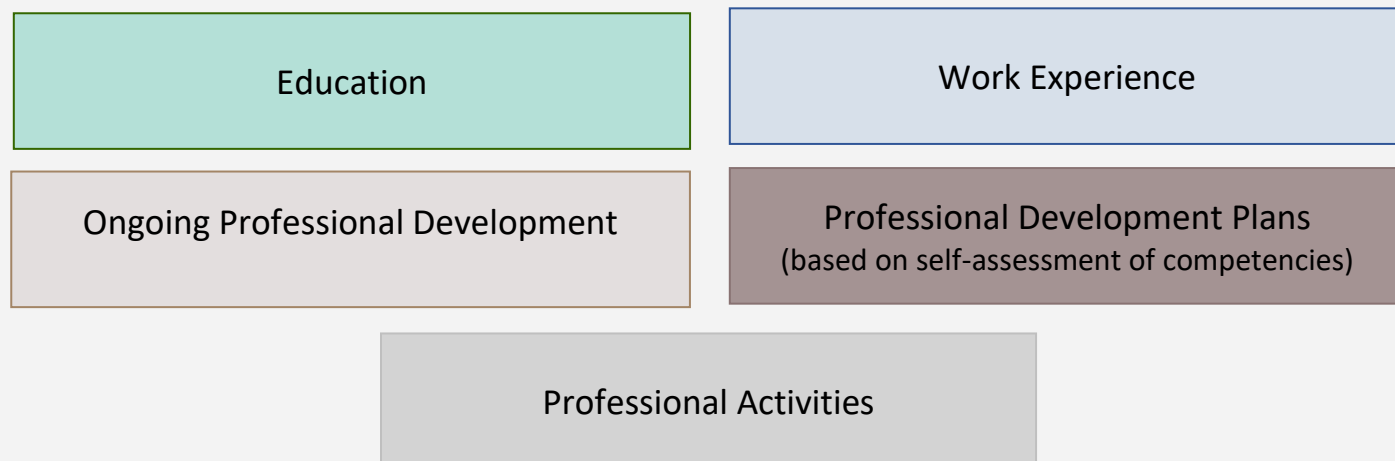 Education
Work Experience
Ongoing Professional Development
Professional Development Plans
(based on self-assessment of competencies)
Professional Activities